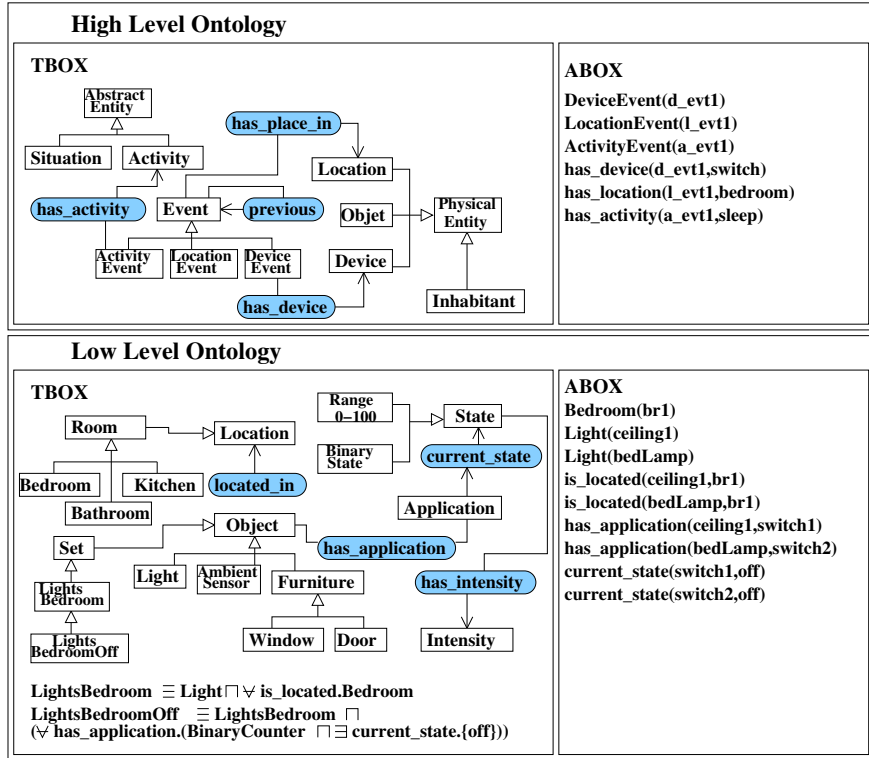 High Level Ontology
TBOX
Abstract
Entity
has_place_in
Situation
Activity
Location
has_activity
Event
previous
Objet
Physical
Entity
Activity
Event
Location
Event
Device
Event
Device
has_device
Inhabitant
ABOX
DeviceEvent(d_evt1)
LocationEvent(l_evt1)
ActivityEvent(a_evt1)
has_device(d_evt1,switch)
has_location(l_evt1,bedroom)
has_activity(a_evt1,sleep)
Low Level Ontology
TBOX
Range
0-100
State
Room
Location
Binary
State
current_state
Bedroom
Kitchen
located_in
Bathroom
Application
Object
Set
has_application
Light
Ambient
Sensor
Furniture
has_intensity
Lights
Bedroom
Window
Door
Intensity
Lights
BedroomOff
LightsBedroom ≡ Light ⊓ ∀ is_located.Bedroom
LightsBedroomOff ≡ LightsBedroom ⊓
(∀ has_application.(BinaryCounter ⊓ ∃ current_state.{off}))
ABOX
Bedroom(br1)
Light(ceiling1)
Light(bedLamp)
is_located(ceiling1,br1)
is_located(bedLamp,br1)
has_application(ceiling1,switch1)
has_application(bedLamp,switch2)
current_state(switch1,off)
current_state(switch2,off)